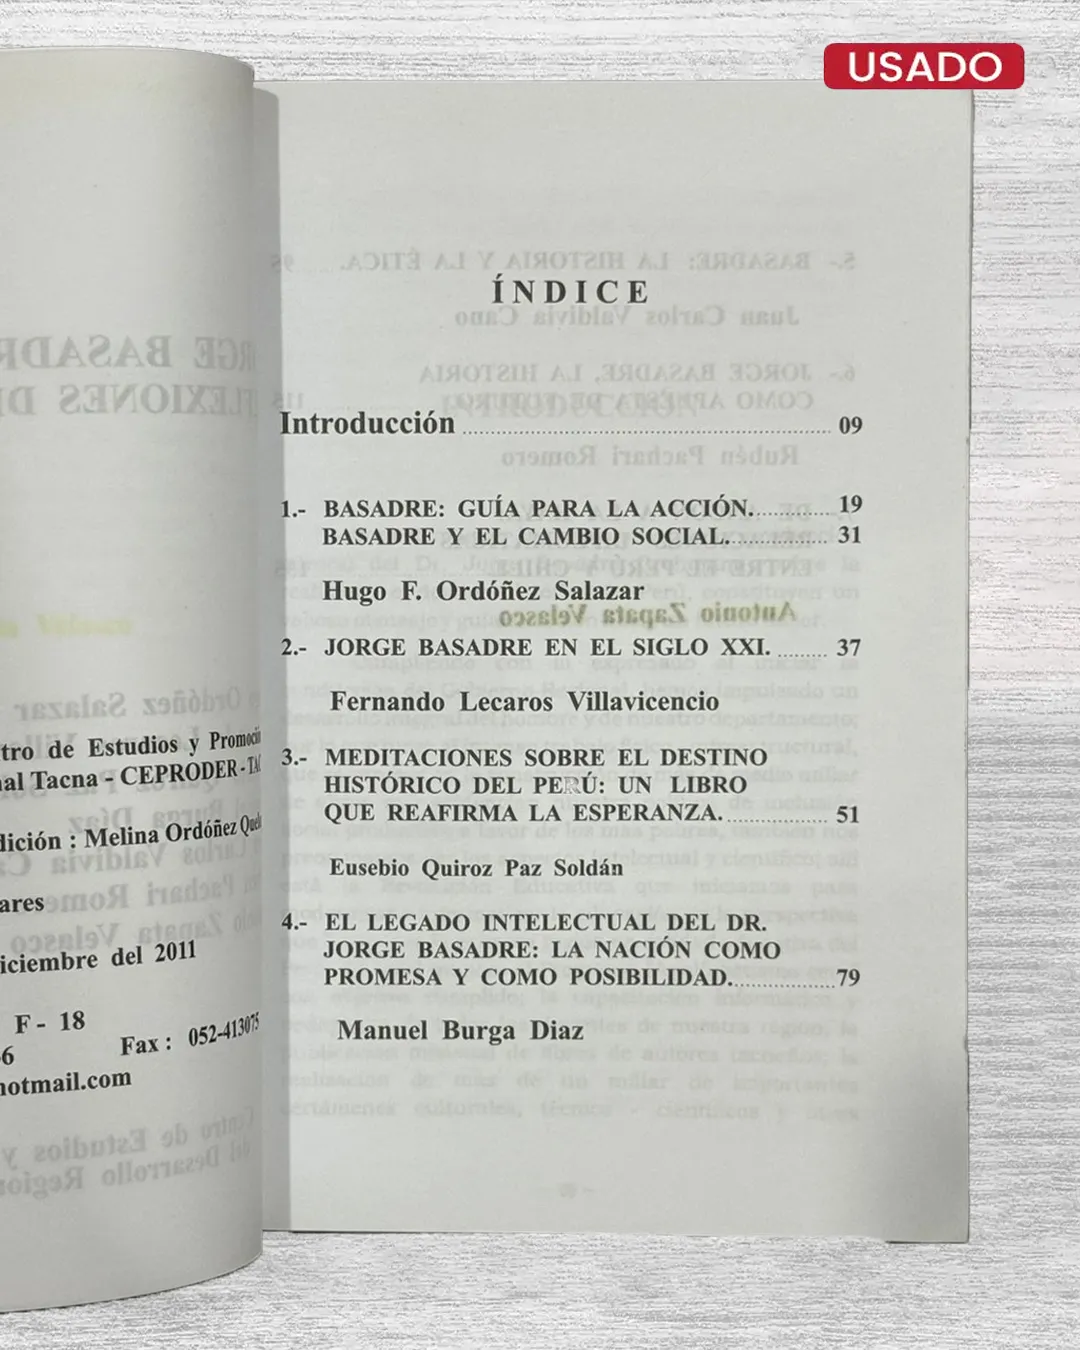 USADO
tro de Estudios y Promoció
al Tacna - CEPRODER - TA
dición : Melina Ordóñez Que
ares
iciembre del 2011
F - 18
6
Fax : 052-413075
hotmail.com
ÍNDICE
Introducción ........ 09
1.- BASADRE: GUÍA PARA LA ACCIÓN. ........ 19
BASADRE Y EL CAMBIO SOCIAL. ........ 31
Hugo F. Ordóñez Salazar
2.- JORGE BASADRE EN EL SIGLO XXI. ........ 37
Fernando Lecaros Villavicencio
3.- MEDITACIONES SOBRE EL DESTINO
HISTÓRICO DEL PERÚ: UN LIBRO
QUE REAFIRMA LA ESPERANZA. ........ 51
Eusebio Quiroz Paz Soldán
4.- EL LEGADO INTELECTUAL DEL DR.
JORGE BASADRE: LA NACIÓN COMO
PROMESA Y COMO POSIBILIDAD. ........ 79
Manuel Burga Diaz